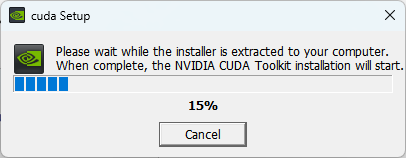 cuda Setup
Please wait while the installer is extracted to your computer.
When complete, the NVIDIA CUDA Toolkit installation will start.
15%
Cancel